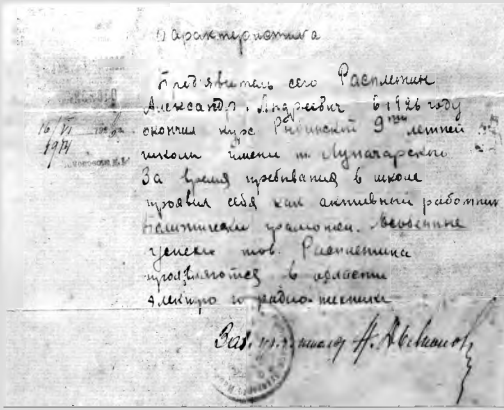 Характеристика
Предъявитель сего Расплетин
Александр Андреевич в 1926 году
окончил курс Рыбинской 9ти летней
школы имени т. Луначарского
За время пребывания в школе
проявил себя как активный работник
Политически грамотен. Особенные
успехи тов. Расплетина
проявляются в области
электро и радио-техники
Зав.